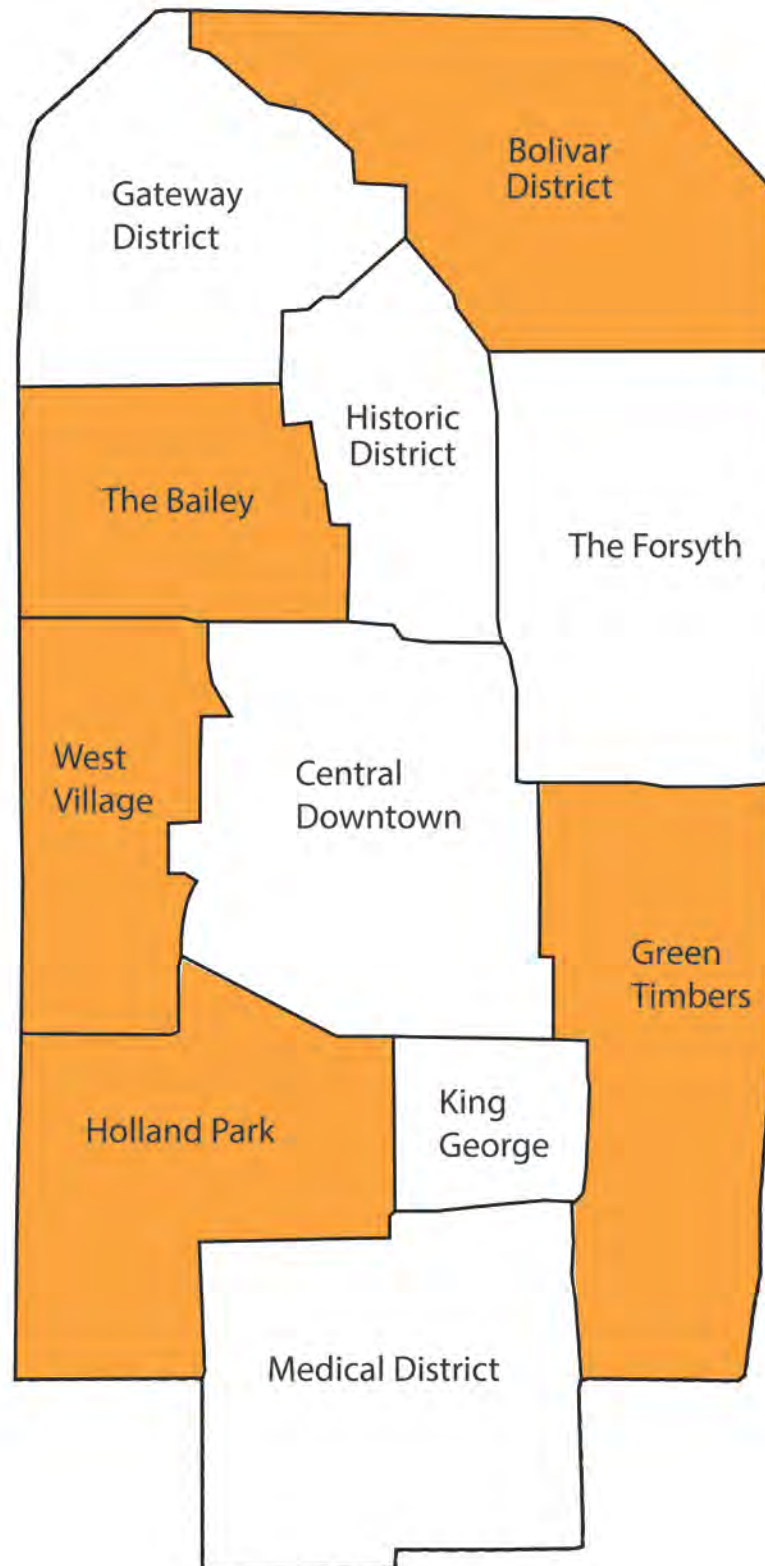 Bolivar
District
Gateway
District
Historic
District
The Bailey
The Forsyth
West
Village
Central
Downtown
Green
Timbers
King
George
Holland Park
Medical District